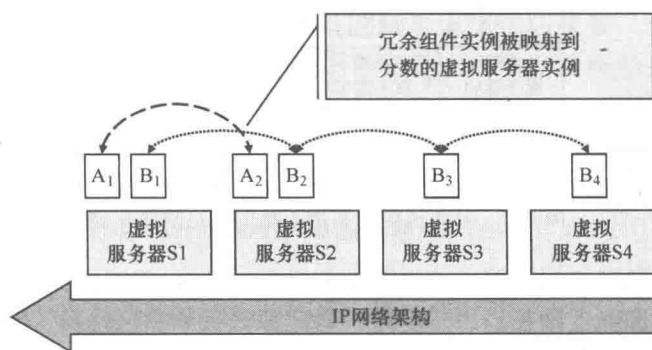 冗余组件实例被映射到
分数的虚拟服务器实例
A₁ B₁ A₂ B₂ B₃ B₄
虚拟 虚拟 虚拟 虚拟
服务器S1 服务器S2 服务器S3 服务器S4
IP网络架构